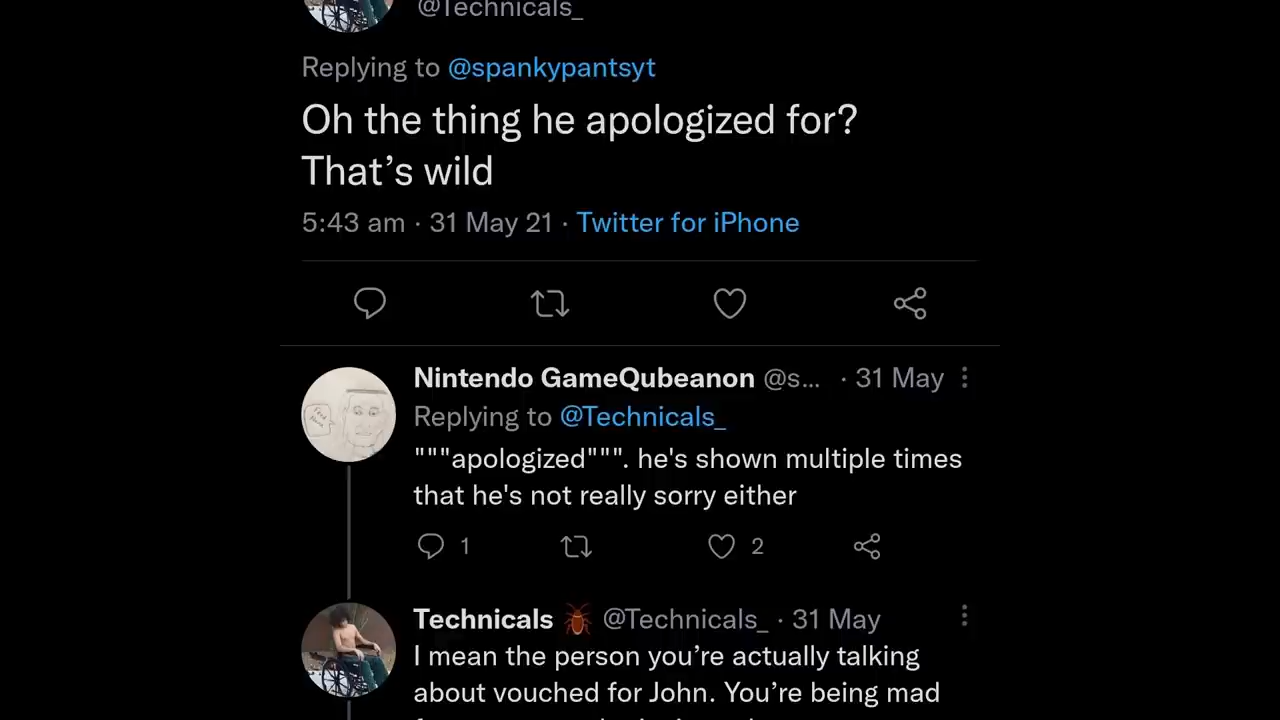 @Technicals_
Replying to @spankypantsyt
Oh the thing he apologized for?
That’s wild
5:43 am · 31 May 21 · Twitter for iPhone
Nintendo GameQubeanon @s... · 31 May
Replying to @Technicals_
"""apologized""". he's shown multiple times
that he's not really sorry either
1
2
Technicals 🪳 @Technicals_ · 31 May
I mean the person you’re actually talking
about vouched for John. You’re being mad